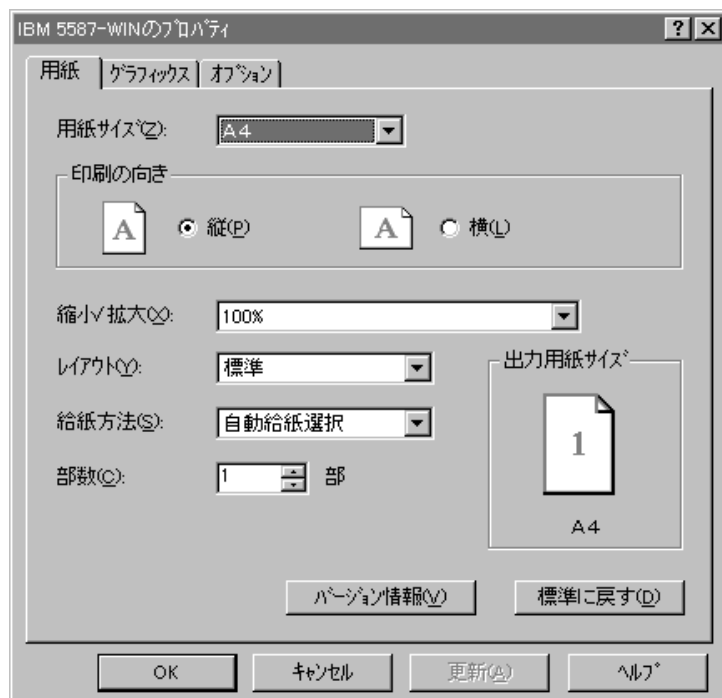 IBM 5587-WINのﾌﾟﾛﾊﾟﾃｨ
用紙 ｸﾞﾗﾌｨｯｸｽ ｵﾌﾟｼｮﾝ
用紙ｻｲｽﾞ(Z): A4
印刷の向き
A 縦(P) A 横(L)
縮小/拡大(X): 100%
ﾚｲｱｳﾄ(Y): 標準
出力用紙ｻｲｽﾞ
給紙方法(S): 自動給紙選択
1
部数(C): 1 部
A4
ﾊﾞｰｼﾞｮﾝ情報(V) 標準に戻す(D)
OK ｷｬﾝｾﾙ 更新(A) ﾍﾙﾌﾟ